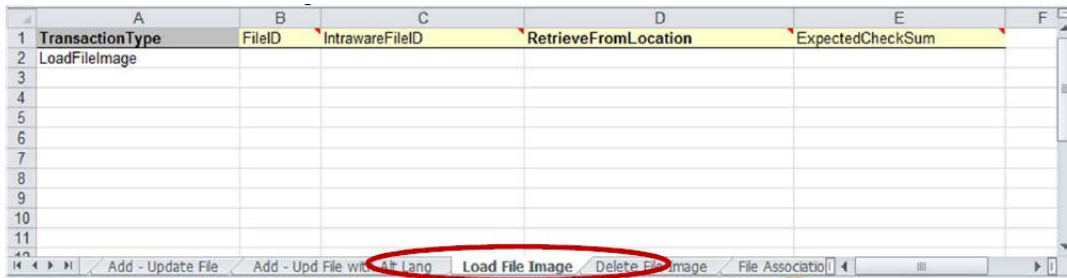 A B C D E F
1 TransactionType FileID IntrawareFileID RetrieveFromLocation ExpectedCheckSum
2 LoadFileImage
3
4
5
6
7
8
9
10
11
Add - Update File Add - Upd File with Alt Lang Load File Image Delete File Image File Associatio